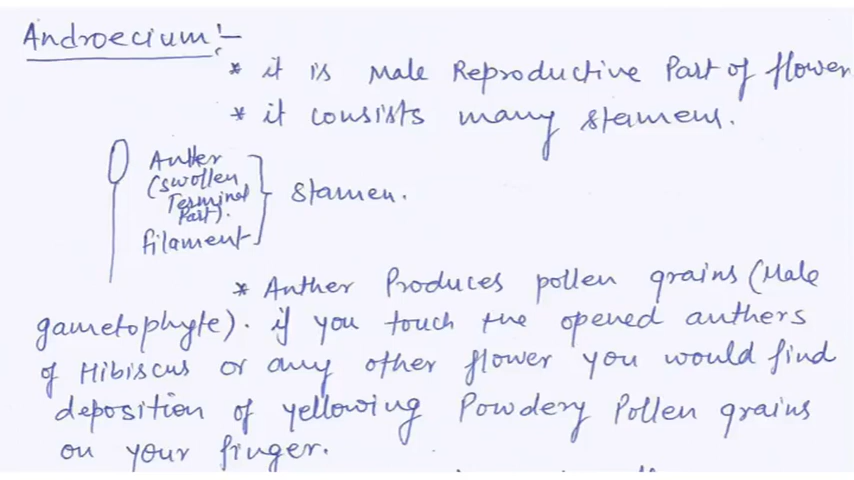 Androecium :-
* it is Male Reproductive Part of flower
* it consists many stamens.
Anther
(swollen
Terminal
Part).
filament
stamen.
* Anther Produces pollen grains (Male
gametophyte). if you touch the opened anthers
of Hibiscus or any other flower you would find
deposition of yellowing Powdery Pollen grains
on your finger.